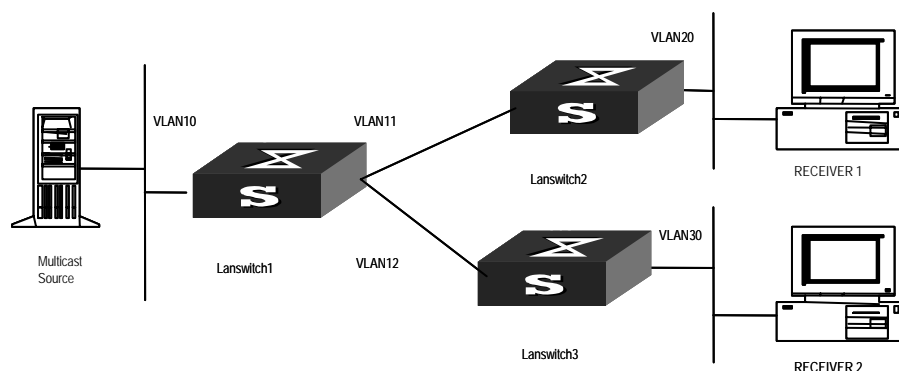 VLAN20
VLAN10
VLAN11
S
S
RECEIVER 1
Lanswitch2
S
VLAN30
Multicast
Source
Lanswitch1
VLAN12
S
Lanswitch3
RECEIVER 2